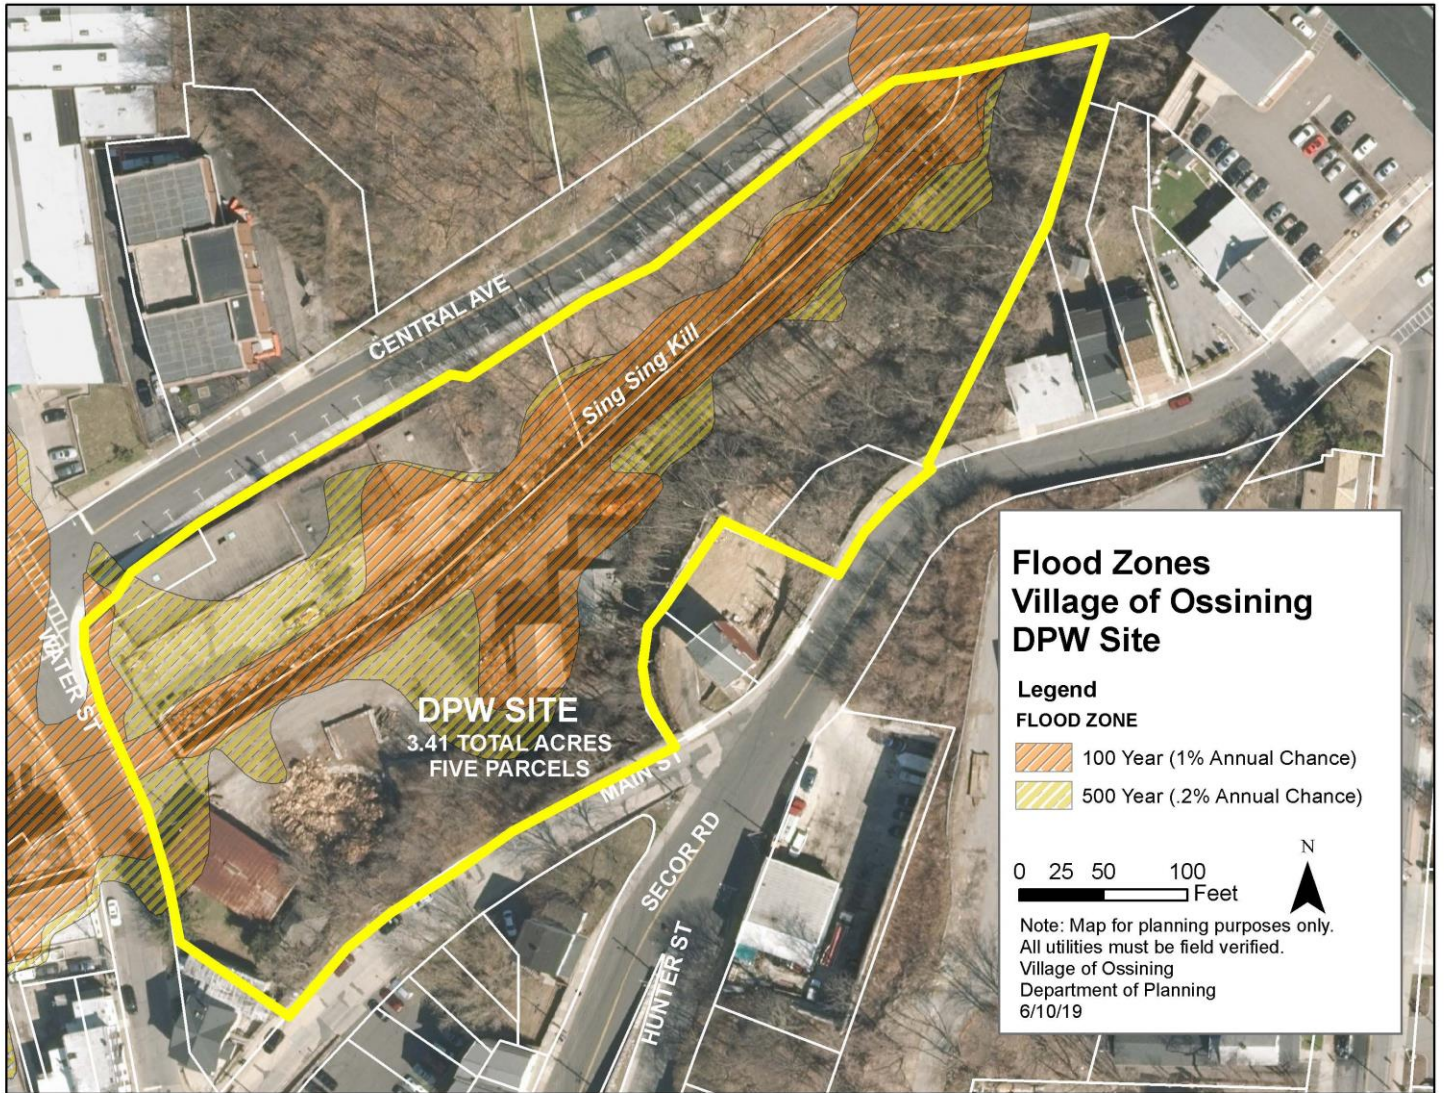 CENTRAL AVE
Sing Sing Kill
WATER ST
DPW SITE
3.41 TOTAL ACRES
FIVE PARCELS
MAIN ST
SECOR RD
HUNTER ST
Flood Zones
Village of Ossining
DPW Site
Legend
FLOOD ZONE
100 Year (1% Annual Chance)
500 Year (.2% Annual Chance)
N
0 25 50 100
Feet
Note: Map for planning purposes only.
All utilities must be field verified.
Village of Ossining
Department of Planning
6/10/19